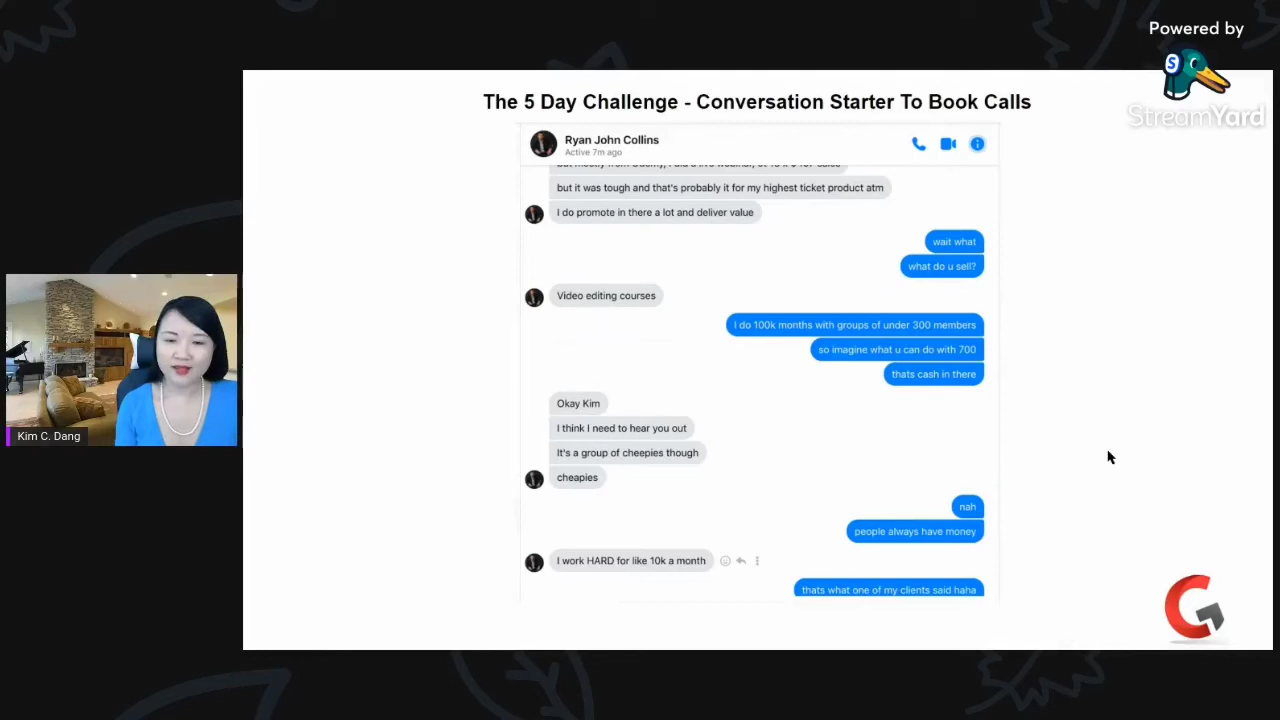 Powered by
StreamYard
The 5 Day Challenge - Conversation Starter To Book Calls
Ryan John Collins
Active 7m ago
but it was tough and that's probably it for my highest ticket product atm
I do promote in there a lot and deliver value
wait what
what do u sell?
Video editing courses
I do 100k months with groups of under 300 members
so imagine what u can do with 700
thats cash in there
Okay Kim
I think I need to hear you out
It's a group of cheepies though
cheapies
nah
people always have money
I work HARD for like 10k a month
thats what one of my clients said haha
Kim C. Dang